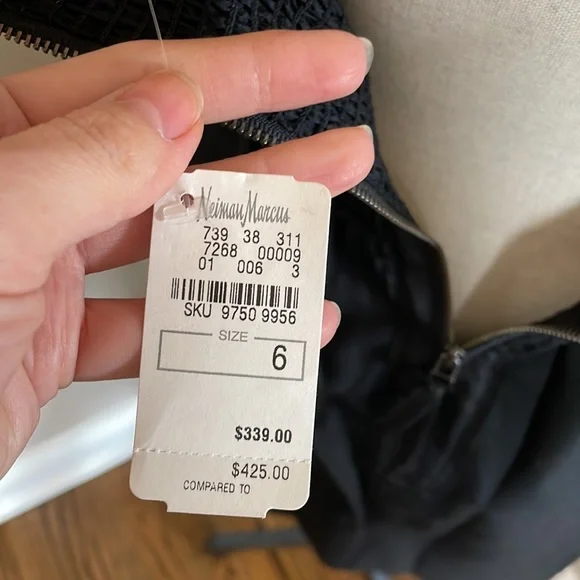 Neiman Marcus
739 38 311
7268 00009
01 006 3
SKU 9750 9956
SIZE
6
$339.00
$425.00
COMPARED TO